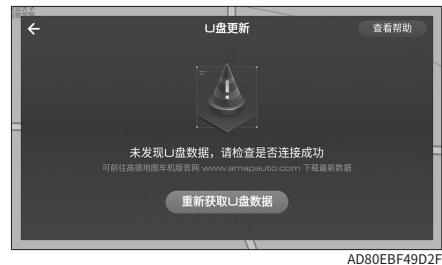 U盘更新
查看帮助
未发现U盘数据，请检查是否连接成功
可前往高德地图车机版官网 www.amapauto.com 下载最新数据
重新获取U盘数据
AD80EBF49D2F